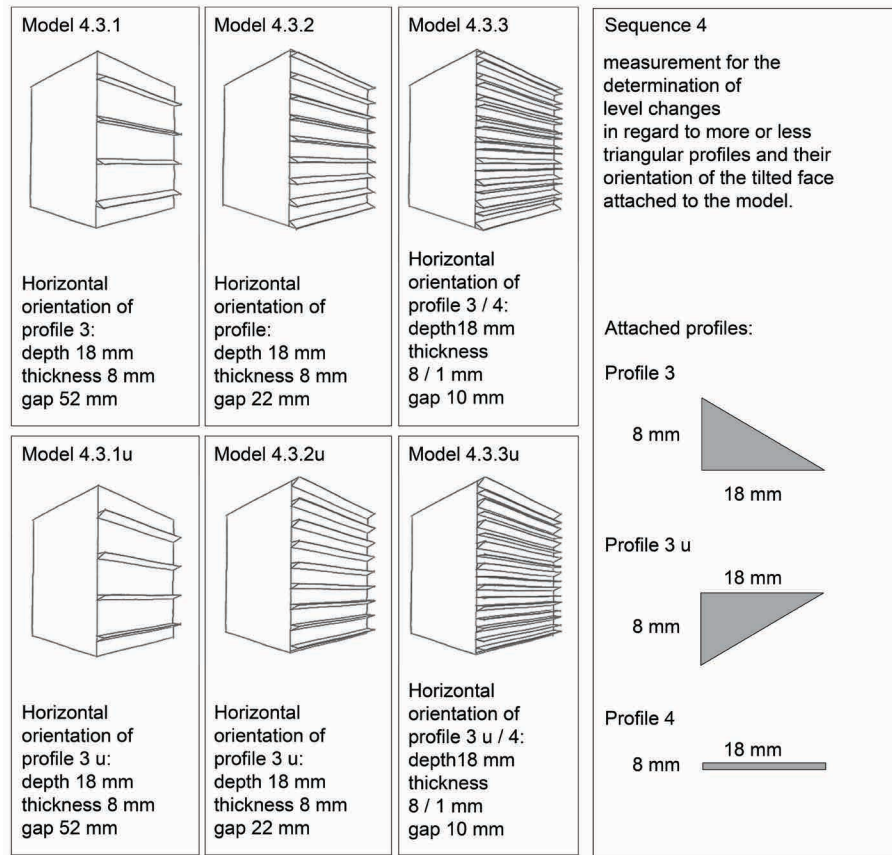 Model 4.3.1
Horizontal
orientation of
profile 3:
depth 18 mm
thickness 8 mm
gap 52 mm
Model 4.3.2
Horizontal
orientation of
profile:
depth 18 mm
thickness 8 mm
gap 22 mm
Model 4.3.3
Horizontal
orientation of
profile 3 / 4:
depth18 mm
thickness
8 / 1 mm
gap 10 mm
Model 4.3.1u
Horizontal
orientation of
profile 3 u:
depth 18 mm
thickness 8 mm
gap 52 mm
Model 4.3.2u
Horizontal
orientation of
profile 3 u:
depth 18 mm
thickness 8 mm
gap 22 mm
Model 4.3.3u
Horizontal
orientation of
profile 3 u / 4:
depth18 mm
thickness
8 / 1 mm
gap 10 mm
Sequence 4
measurement for the
determination of
level changes
in regard to more or less
triangular profiles and their
orientation of the tilted face
attached to the model.
Attached profiles:
Profile 3
8 mm
18 mm
Profile 3 u
18 mm
8 mm
Profile 4
18 mm
8 mm